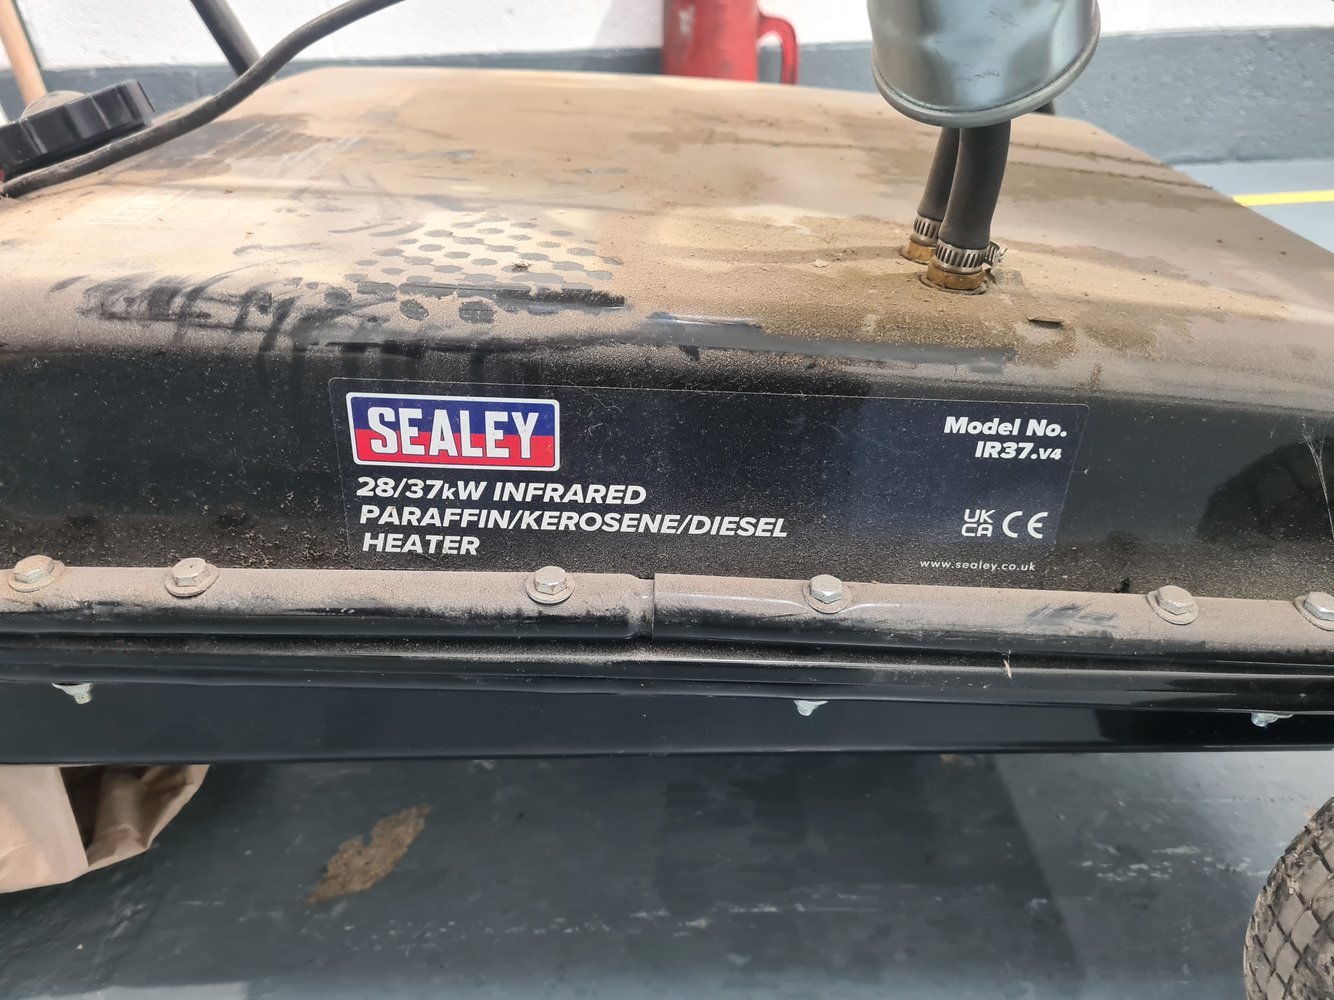 SEALEY
28/37kW INFRARED
PARAFFIN/KEROSENE/DIESEL
HEATER
Model No.
IR37.v4
UK
CA CE
www.sealey.co.uk